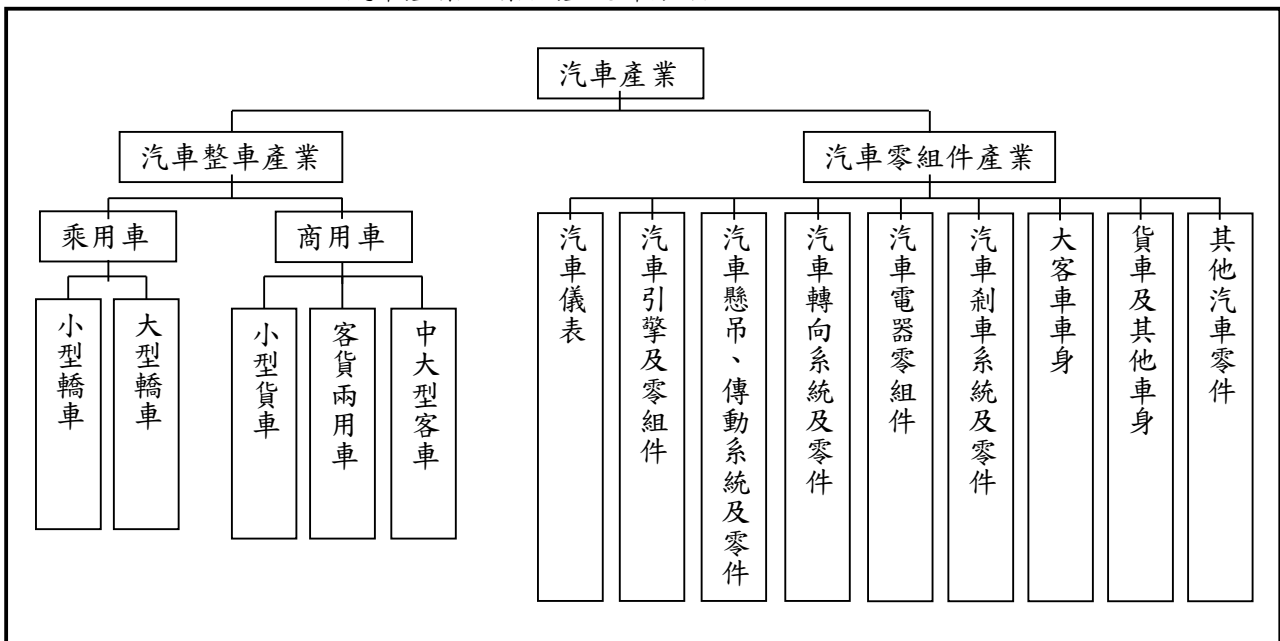 汽車產業
汽車整車產業
汽車零組件產業
乘用車
商用車
小型轎車
大型轎車
小型貨車
客貨兩用車
中大型客車
汽車儀表
汽車引擎及零組件
汽車懸吊、傳動系統及零件
汽車轉向系統及零件
汽車電器零組件
汽車剎車系統及零件
大客車車身
貨車及其他車身
其他汽車零件